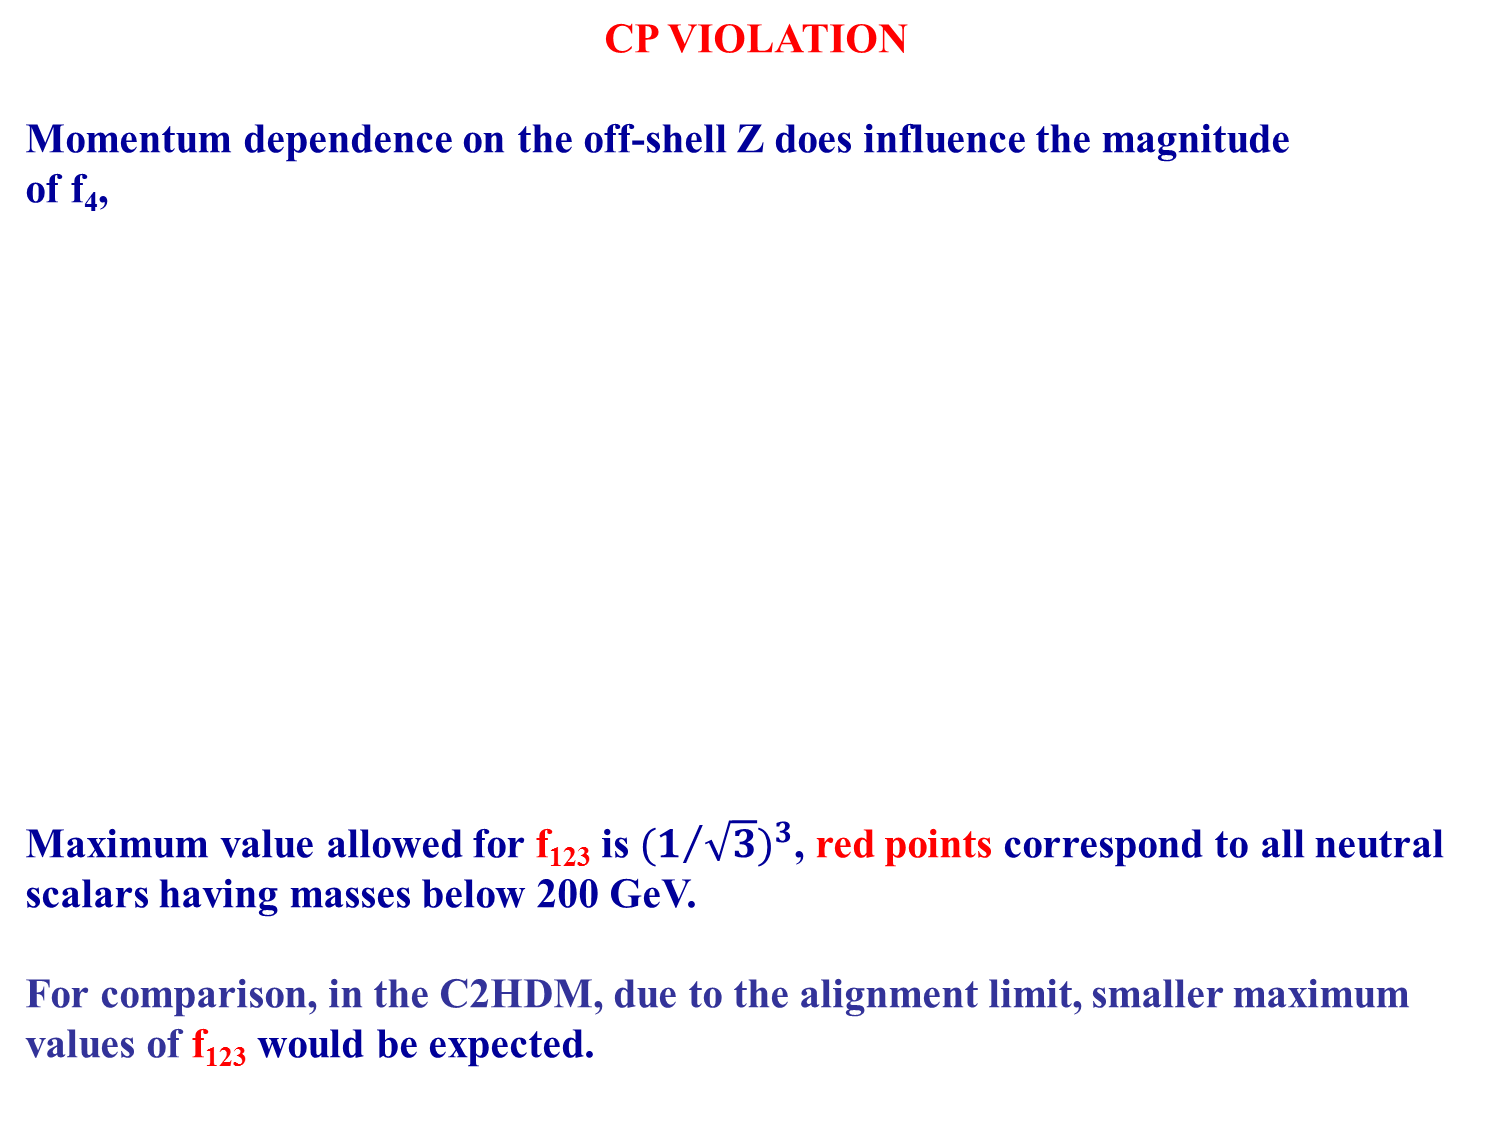 CP VIOLATION
Momentum dependence on the off-shell Z does influence the magnitude
of f₄,
Maximum value allowed for f₁₂₃ is (1/√3)³, red points correspond to all neutral
scalars having masses below 200 GeV.
For comparison, in the C2HDM, due to the alignment limit, smaller maximum
values of f₁₂₃ would be expected.